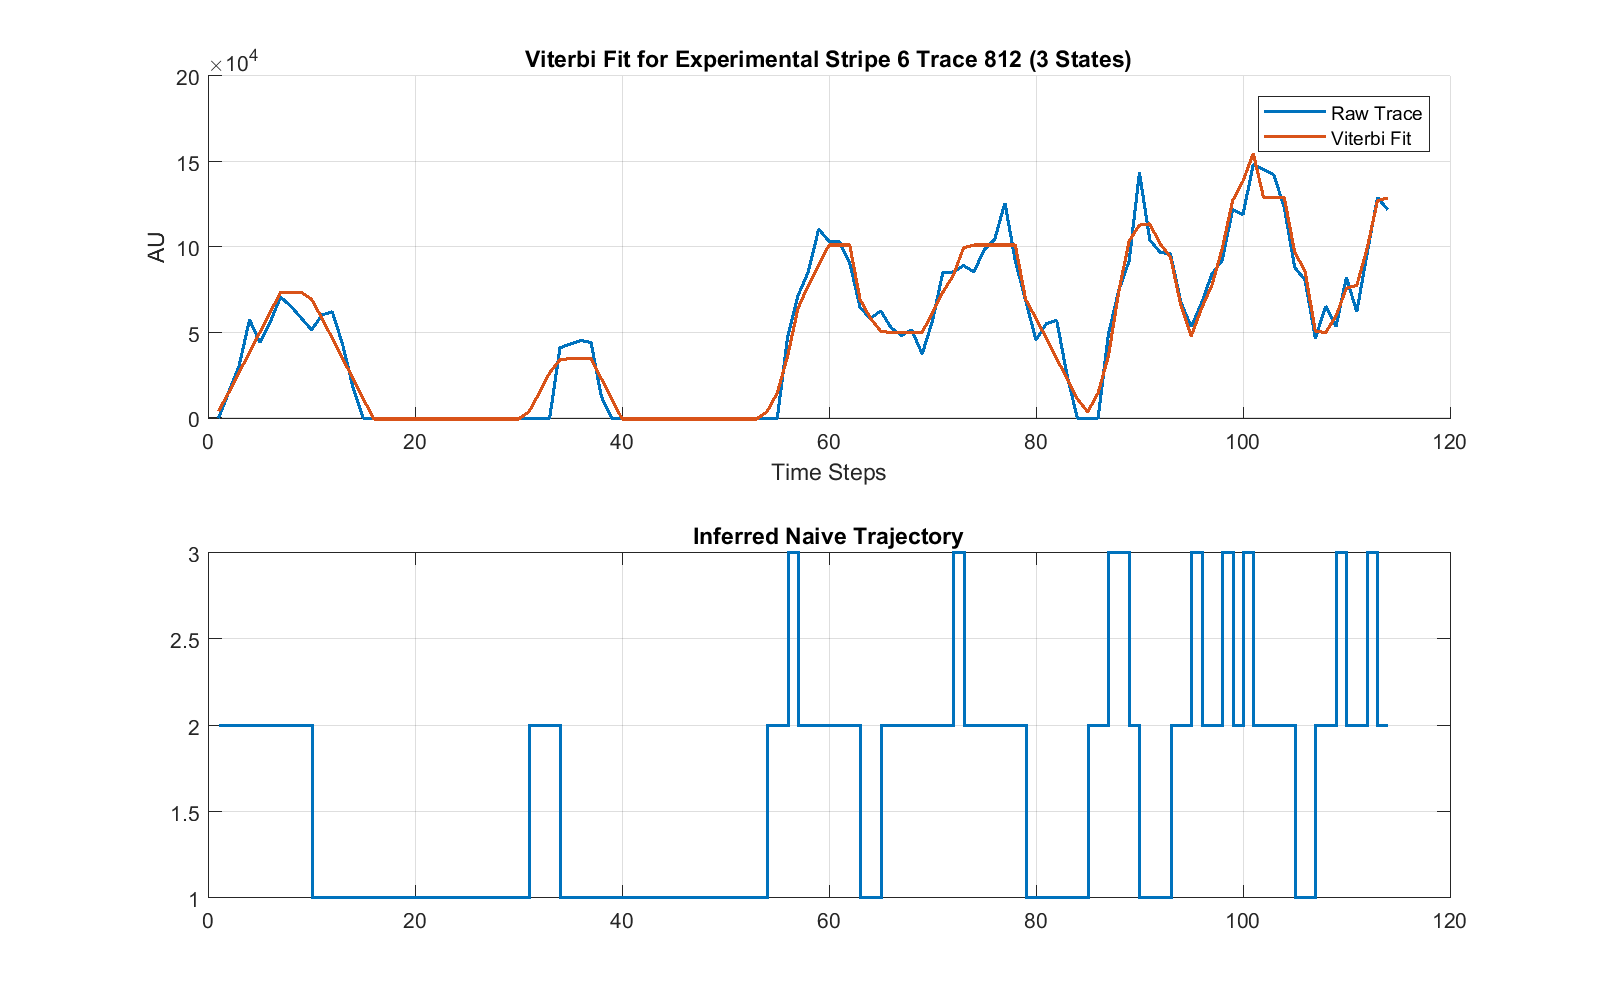 Viterbi Fit for Experimental Stripe 6 Trace 812 (3 States)
×10⁴
20
15
10
5
0
AU
Raw Trace
Viterbi Fit
0 20 40 60 80 100 120
Time Steps
Inferred Naive Trajectory
3
2.5
2
1.5
1
0 20 40 60 80 100 120